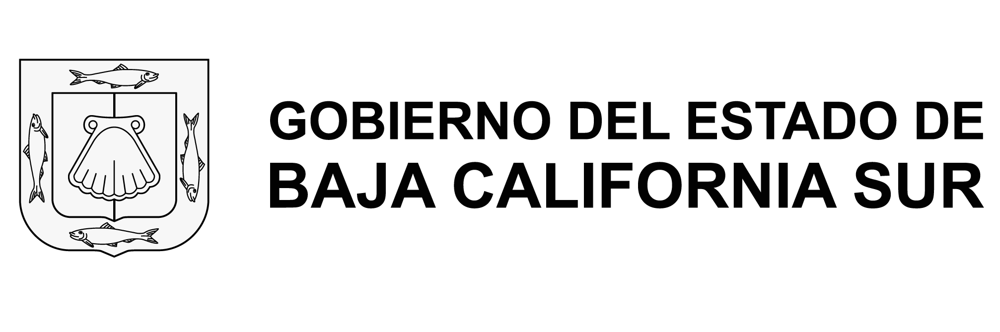 GOBIERNO DEL ESTADO DE
BAJA CALIFORNIA SUR